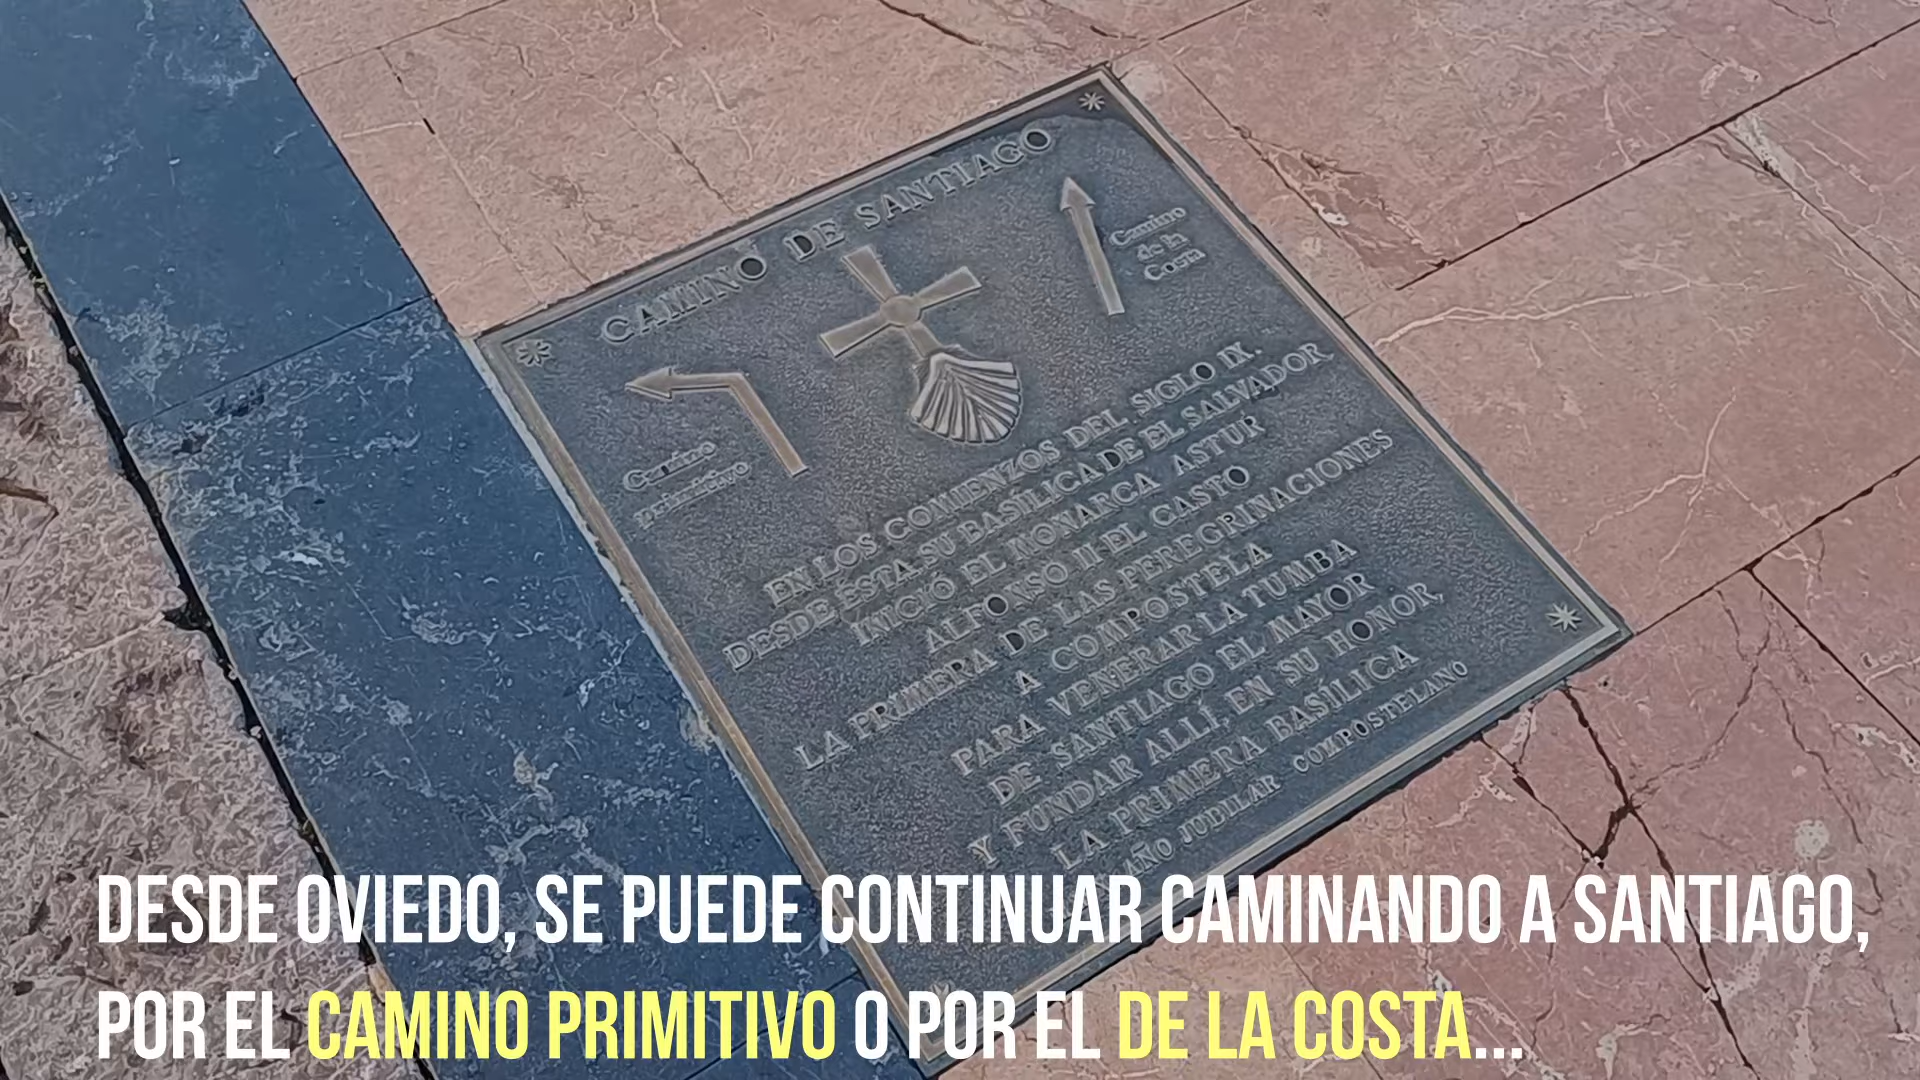 CAMINO DE SANTIAGO
Camino
de la
Costa
Camino
primitivo
EN LOS COMIENZOS DEL SIGLO IX,
DESDE ÉSTA SU BASÍLICA DE EL SALVADOR
INICIÓ EL MONARCA ASTUR
ALFONSO II EL CASTO
LA PRIMERA DE LAS PEREGRINACIONES
A COMPOSTELA
PARA VENERAR LA TUMBA
DE SANTIAGO EL MAYOR
Y FUNDAR ALLÍ, EN SU HONOR,
LA PRIMERA BASÍLICA
AÑO JUBILAR COMPOSTELANO
DESDE OVIEDO, SE PUEDE CONTINUAR CAMINANDO A SANTIAGO,
POR EL CAMINO PRIMITIVO O POR EL DE LA COSTA...